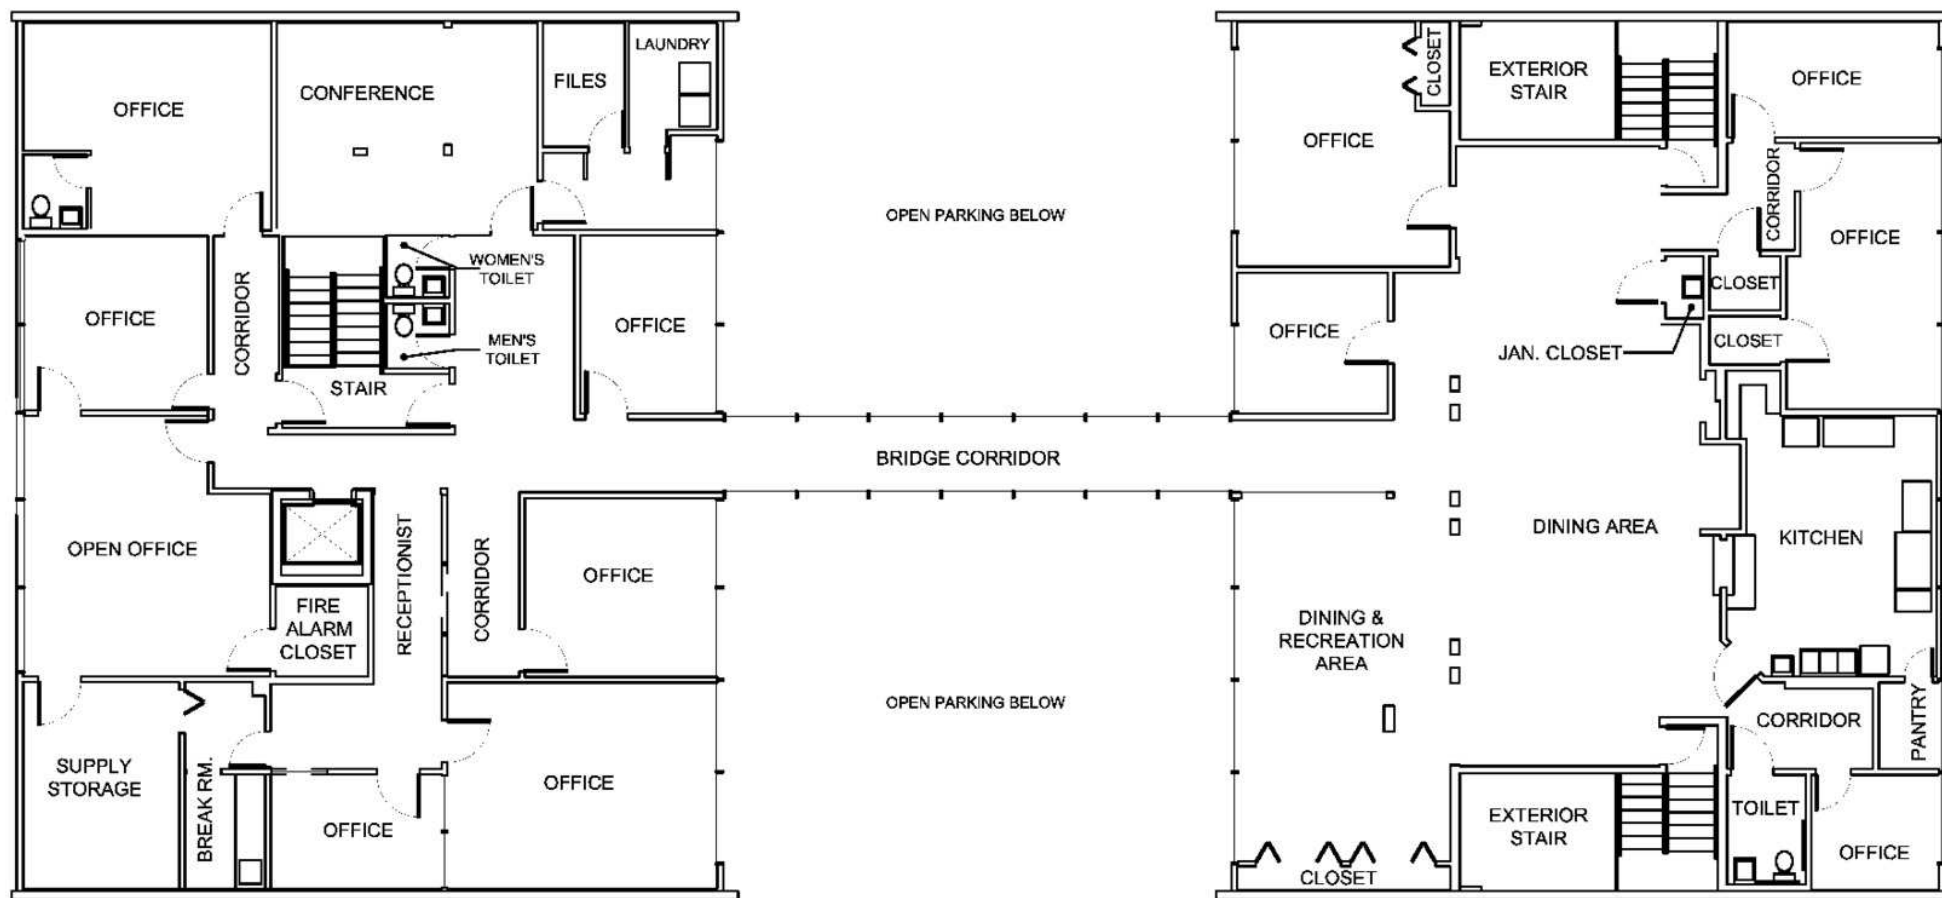 OFFICE
CONFERENCE
FILES
LAUNDRY
WOMEN'S
TOILET
OFFICE
CORRIDOR
OFFICE
MEN'S
TOILET
STAIR
OPEN OFFICE
FIRE
ALARM
CLOSET
RECEPTIONIST
CORRIDOR
OFFICE
SUPPLY
STORAGE
BREAK RM.
OFFICE
OFFICE
OPEN PARKING BELOW
BRIDGE CORRIDOR
OPEN PARKING BELOW
OFFICE
CLOSET
EXTERIOR
STAIR
OFFICE
CORRIDOR
OFFICE
CLOSET
OFFICE
CLOSET
JAN. CLOSET
DINING AREA
KITCHEN
DINING &
RECREATION
AREA
CORRIDOR
PANTRY
EXTERIOR
STAIR
TOILET
OFFICE
CLOSET